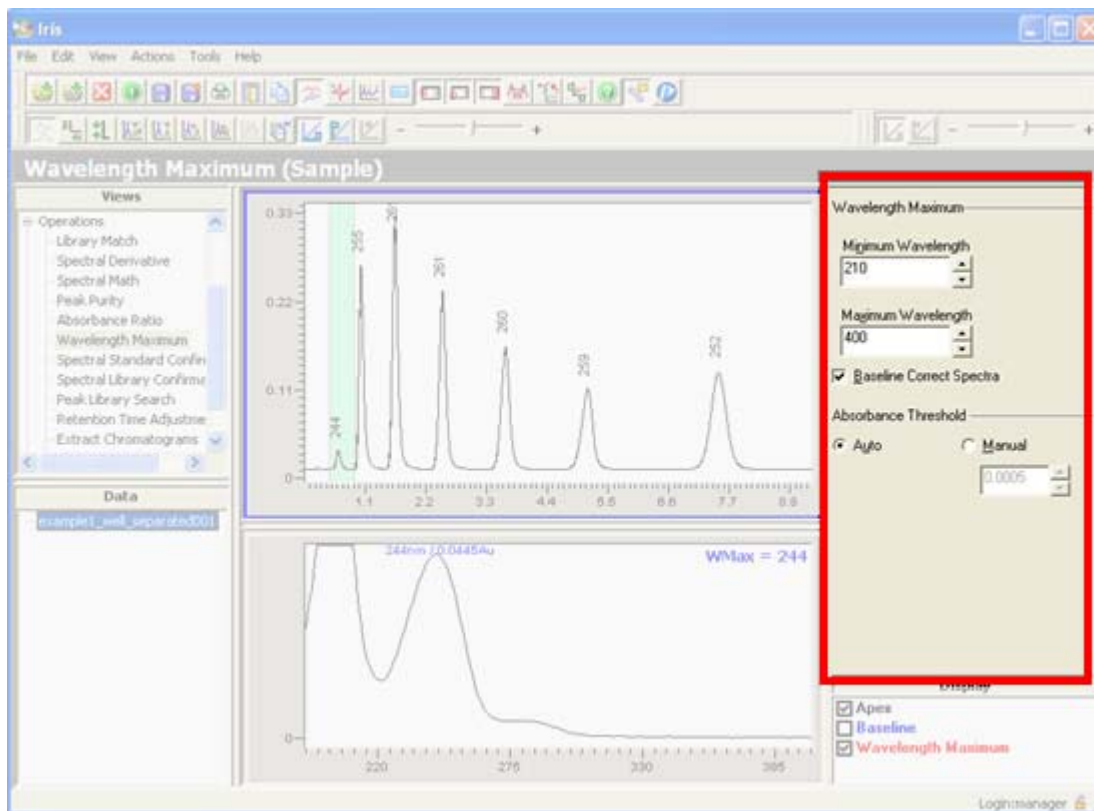 Iris
File Edit View Actions Tools Help
- +
- +
Wavelength Maximum (Sample)
Views
Operations
Library Match
Spectral Derivative
Spectral Math
Peak Purity
Absorbance Ratio
Wavelength Maximum
Spectral Standard Confir
Spectral Library Confirma
Peak Library Search
Retention Time Adjustme
Extract Chromatograms
Data
example1_well_separated001
0.33
0.22
0.11
0
244
255
261
260
259
252
1.1 2.2 3.3 4.4 5.5 6.6 7.7 8.8
244nm / 0.0445Au
WMax = 244
0
220 275 330 385
Wavelength Maximum
Minimum Wavelength
210
Maximum Wavelength
400
Baseline Correct Spectra
Absorbance Threshold
Auto
Manual
0.0005
Display
Apex
Baseline
Wavelength Maximum
Login:manager